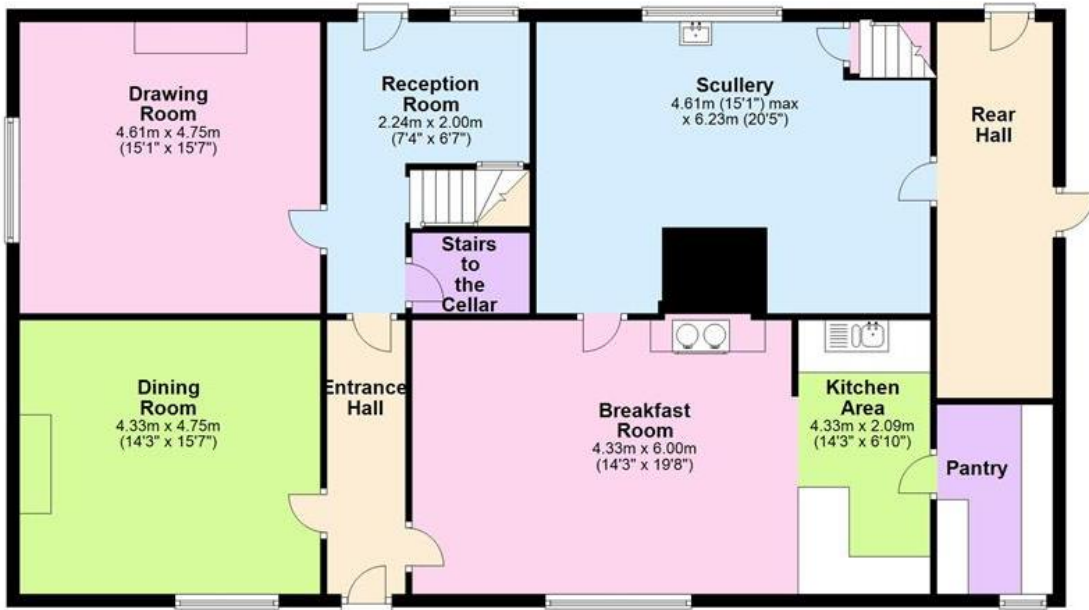 Drawing
Room
4.61m x 4.75m
(15'1" x 15'7")
Reception
Room
2.24m x 2.00m
(7'4" x 6'7")
Scullery
4.61m (15'1") max
x 6.23m (20'5")
Rear
Hall
Stairs
to
the
Cellar
Dining
Room
4.33m x 4.75m
(14'3" x 15'7")
Entrance
Hall
Breakfast
Room
4.33m x 6.00m
(14'3" x 19'8")
Kitchen
Area
4.33m x 2.09m
(14'3" x 6'10")
Pantry